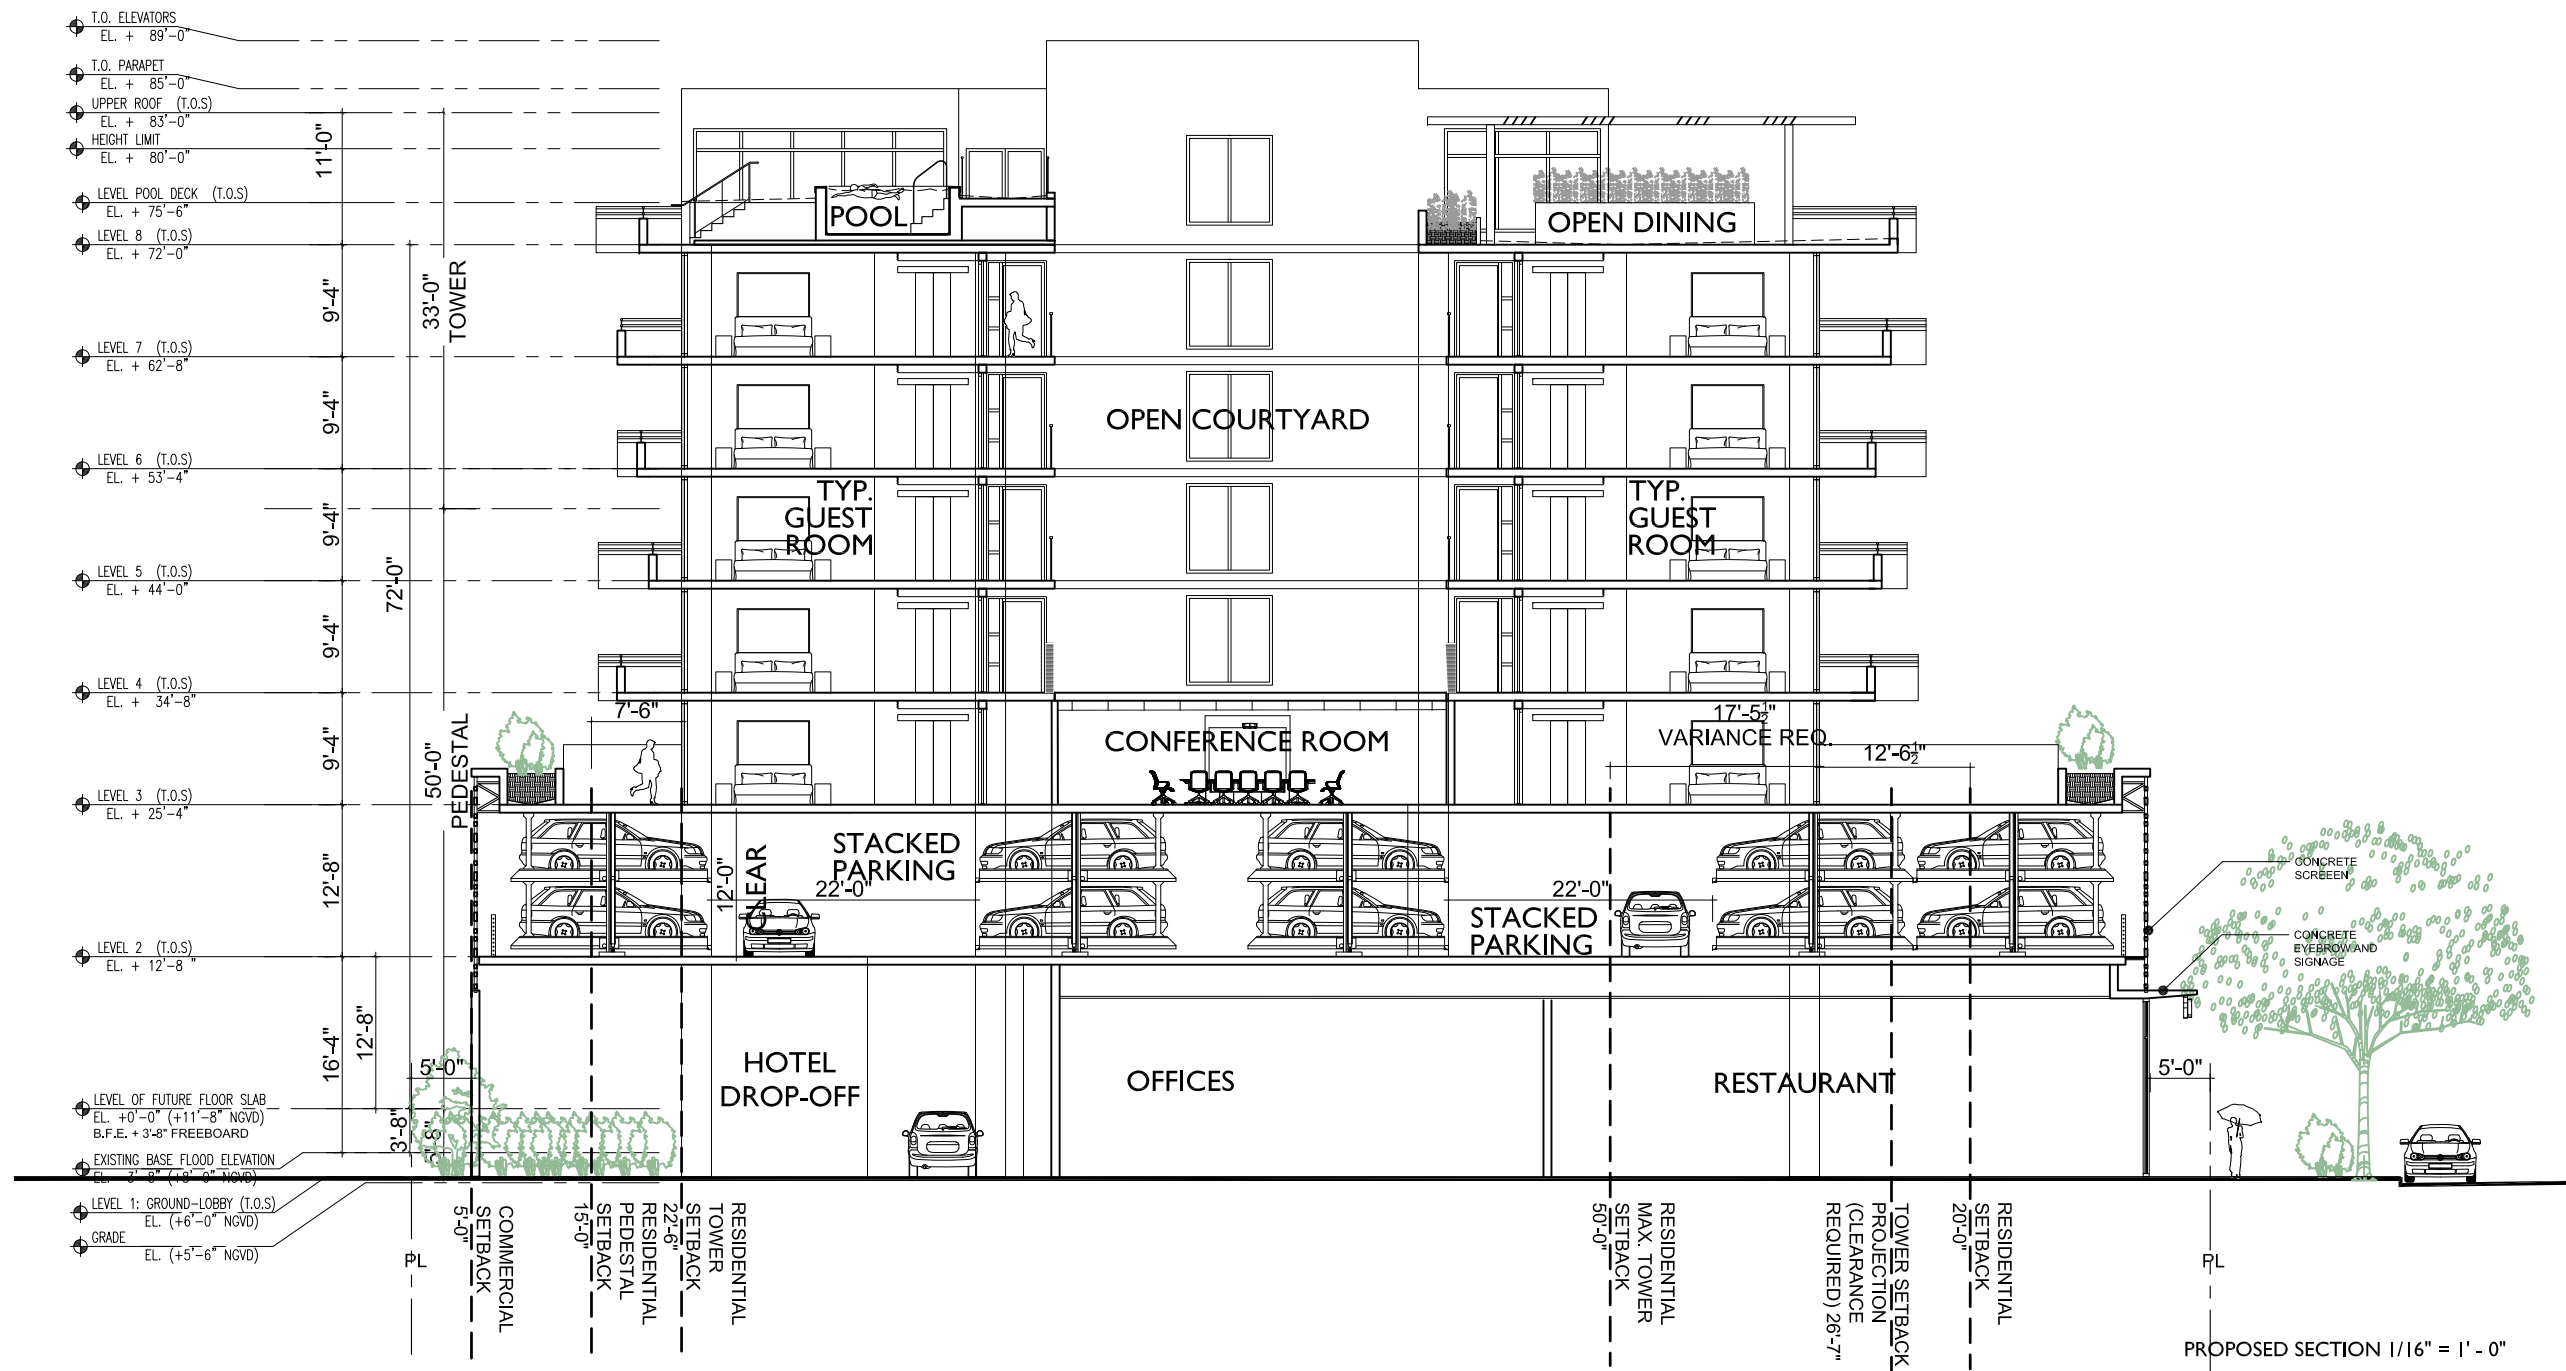 T.O. ELEVATORS
EL. + 89'-0"
T.O. PARAPET
EL. + 85'-0"
UPPER ROOF (T.O.S)
EL. + 83'-0"
HEIGHT LIMIT
EL. + 80'-0"
LEVEL POOL DECK (T.O.S)
EL. + 75'-6"
LEVEL 8 (T.O.S)
EL. + 72'-0"
LEVEL 7 (T.O.S)
EL. + 62'-8"
LEVEL 6 (T.O.S)
EL. + 53'-4"
LEVEL 5 (T.O.S)
EL. + 44'-0"
LEVEL 4 (T.O.S)
EL. + 34'-8"
LEVEL 3 (T.O.S)
EL. + 25'-4"
LEVEL 2 (T.O.S)
EL. + 12'-8 "
LEVEL OF FUTURE FLOOR SLAB
EL. +0'-0" (+11'-8" NGVD)
B.F.E. + 3'-8" FREEBOARD
EXISTING BASE FLOOD ELEVATION
EL. -3'-8" (+8'-0" NGVD)
LEVEL 1: GROUND-LOBBY (T.O.S)
EL. (+6'-0" NGVD)
GRADE
EL. (+5'-6" NGVD)
11'-0"
9'-4"
9'-4"
9'-4"
9'-4"
9'-4"
12'-8"
16'-4"
12'-8"
72'-0"
3'-8"
33'-0"
TOWER
50'-0"
PEDESTAL
5'-0"
POOL
OPEN DINING
OPEN COURTYARD
TYP.
GUEST
ROOM
TYP.
GUEST
ROOM
7'-6"
CONFERENCE ROOM
17'-5½"
VARIANCE REQ.
12'-6½"
STACKED
PARKING
12'-0"
CLEAR
22'-0"
22'-0"
STACKED
PARKING
CONCRETE
SCREEEN
CONCRETE
EYEBROW AND
SIGNAGE
HOTEL
DROP-OFF
OFFICES
RESTAURANT
5'-0"
PL
COMMERCIAL
SETBACK
5'-0"
RESIDENTIAL
PEDESTAL
SETBACK
15'-0"
RESIDENTIAL
TOWER
SETBACK
22'-6"
RESIDENTIAL
MAX. TOWER
SETBACK
50'-0"
TOWER SETBACK
PROJECTION
(CLEARANCE
REQUIRED) 26'-7"
RESIDENTIAL
SETBACK
20'-0"
PL
PROPOSED SECTION 1/16" = 1' - 0"